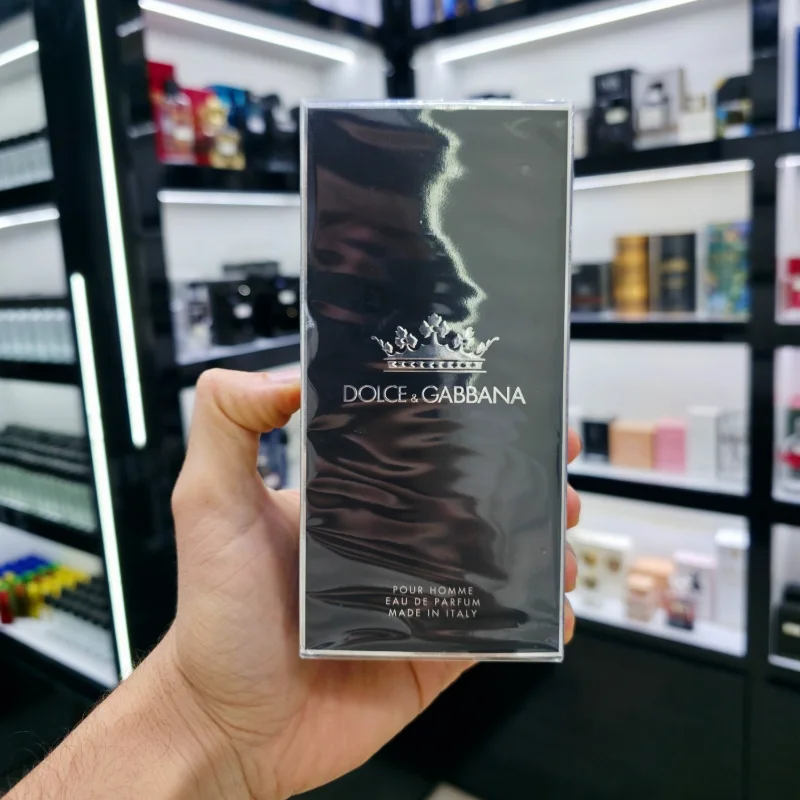 DOLCE & GABBANA
POUR HOMME
EAU DE PARFUM
MADE IN ITALY